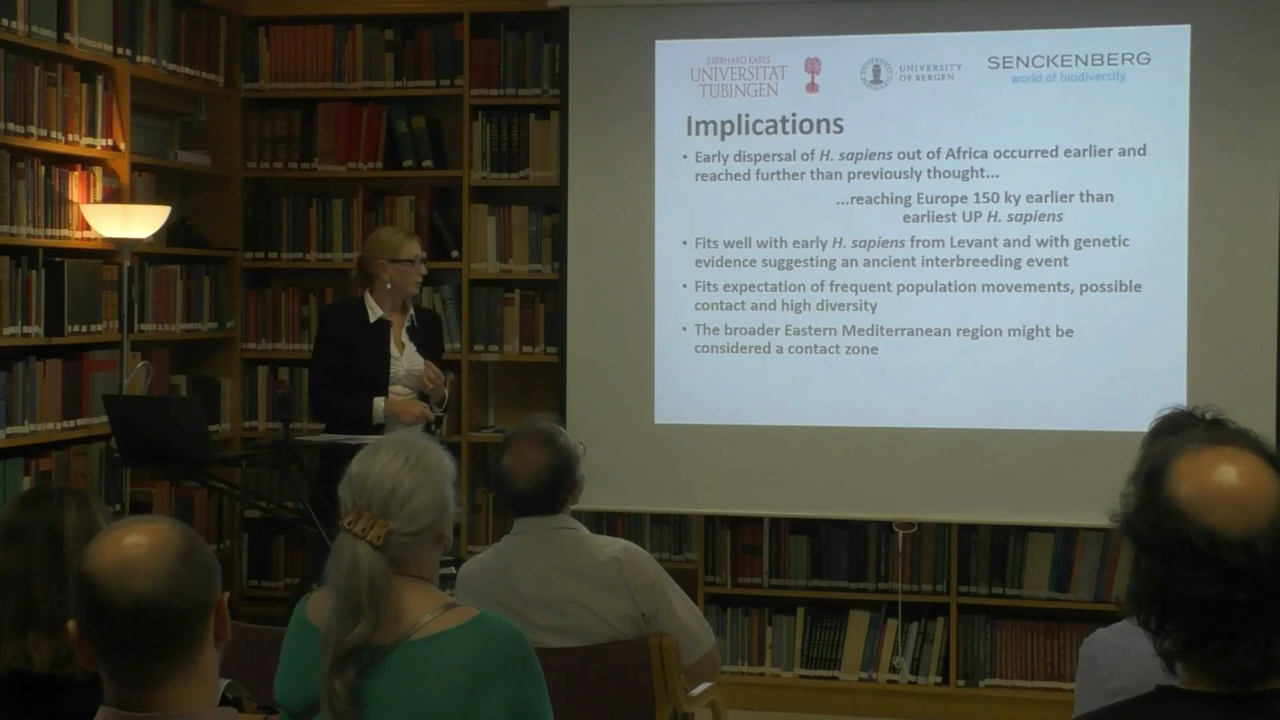 EBERHARD KARLS
UNIVERSITÄT
TÜBINGEN
UNIVERSITY
OF BERGEN
SENCKENBERG
world of biodiversity
Implications
• Early dispersal of H. sapiens out of Africa occurred earlier and
reached further than previously thought...
...reaching Europe 150 ky earlier than
earliest UP H. sapiens
• Fits well with early H. sapiens from Levant and with genetic
evidence suggesting an ancient interbreeding event
• Fits expectation of frequent population movements, possible
contact and high diversity
• The broader Eastern Mediterranean region might be
considered a contact zone